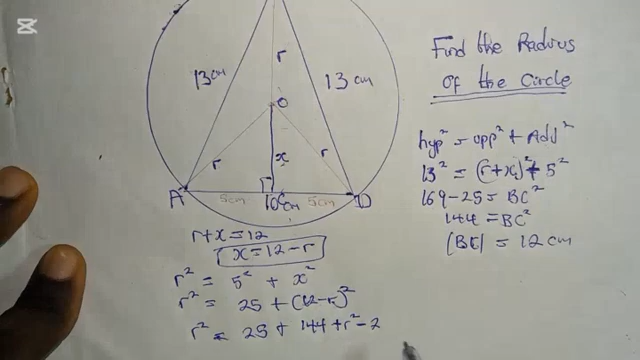 Find the Radius
Of the Circle
r
13 cm
13 cm
O
r
x
r
A
5cm
10cm
5cm
D
hyp² = opp² + Adj²
13² = (r+x)² + 5²
169-25 = BC²
144 = BC²
|BC| = 12 cm
r+x=12
x=12-r
r² = 5² + x²
r² = 25 + (12-r)²
r² = 25 + 144 + r² - 2